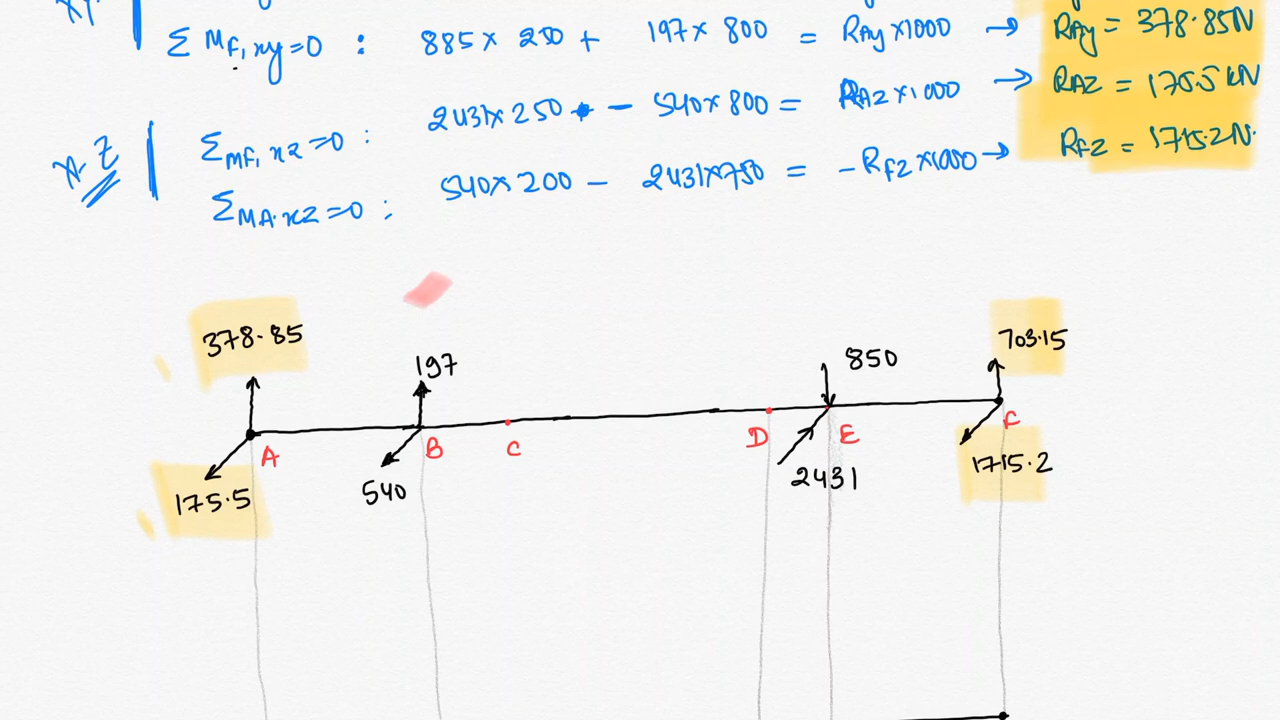 Σ MF, xy = 0 : 885 x 250 + 197 x 800 = RAy x 1000 → RAy = 378.85N
x-z Σ MF, xz = 0 : 2431 x 250 - 540 x 800 = RAZ x 1000 → RAZ = 175.5 kN
Σ MA. xz = 0 : 540 x 200 - 2431 x 750 = -RFZ x 1000 → RFZ = 1715.2N.
378.85
197
850
703.15
A
B
C
D
E
F
175.5
540
2431
1715.2